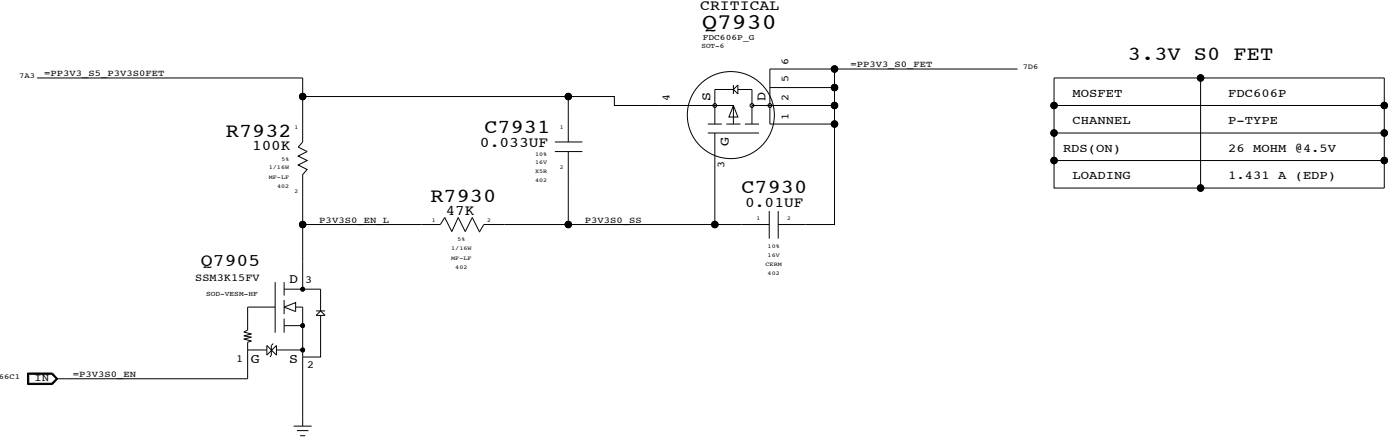 CRITICAL
Q7930
FDC606P_G
SOT-6
3.3V S0 FET
7A3
=PP3V3_S5_P3V3S0FET
=PP3V3_S0_FET
7D6
4
S
D
G
3
6
5
2
1
MOSFET
FDC606P
CHANNEL
P-TYPE
RDS(ON)
26 MOHM @4.5V
LOADING
1.431 A (EDP)
R7932
100K
5%
1/16W
MF-LF
402
1
2
C7931
0.033UF
10%
16V
X5R
402
1
2
R7930
47K
5%
1/16W
MF-LF
402
1
2
C7930
0.01UF
10%
16V
CERM
402
1
2
P3V3S0_EN_L
P3V3S0_SS
Q7905
SSM3K15FV
SOD-VESM-HF
D
3
1
G
S
2
66C1
IN
=P3V3S0_EN